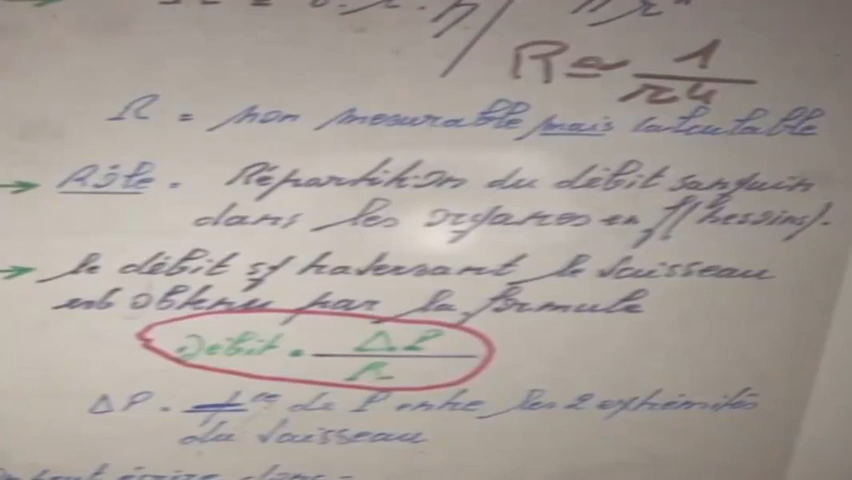 R ≃ 1/r4
R = non mesurable mais calculable
→ Rôle = Répartition du débit sanguin
dans les organes en f(besoins).
→ le débit sg traversant le vaisseau
est obtenu par la formule
Débit = ΔP/R
ΔP = de P entre les 2 extrémités
du vaisseau